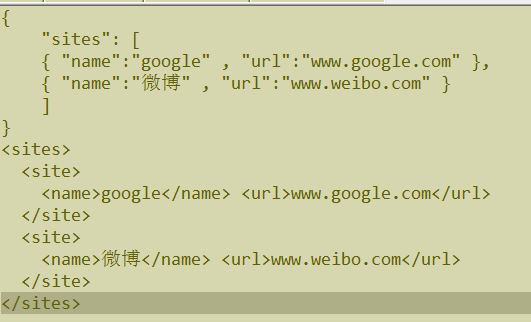 {
    "sites": [
    { "name":"google" , "url":"www.google.com" },
    { "name":"微博" , "url":"www.weibo.com" }
    ]
}
<sites>
  <site>
    <name>google</name> <url>www.google.com</url>
  </site>
  <site>
    <name>微博</name> <url>www.weibo.com</url>
  </site>
</sites>